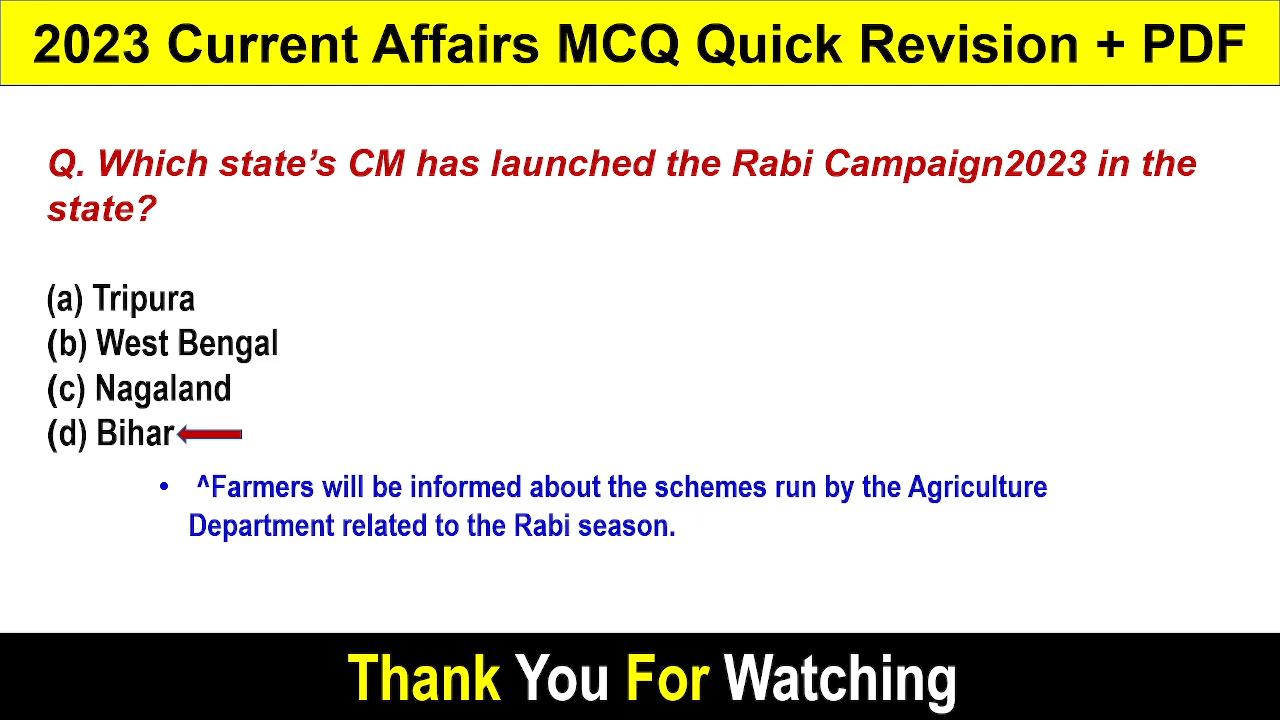 2023 Current Affairs MCQ Quick Revision + PDF
Q. Which state’s CM has launched the Rabi Campaign2023 in the
state?
(a) Tripura
(b) West Bengal
(c) Nagaland
(d) Bihar
• ^Farmers will be informed about the schemes run by the Agriculture
Department related to the Rabi season.
Thank You For Watching